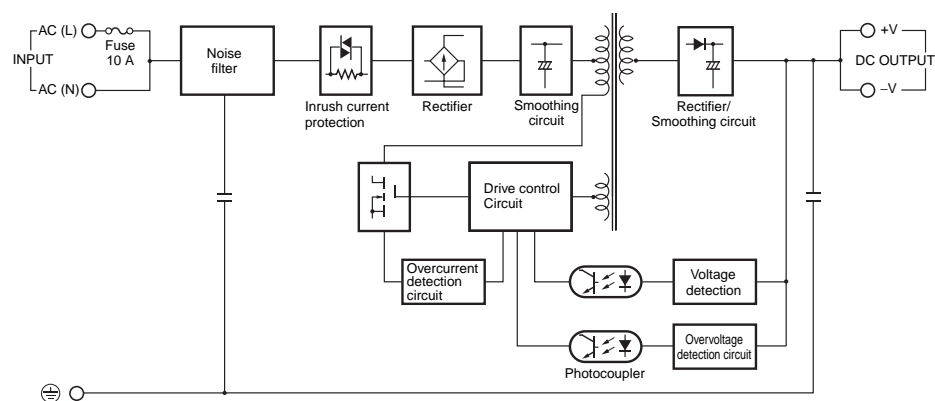 AC (L)
Fuse
10 A
INPUT
AC (N)
Noise
filter
Inrush current
protection
Rectifier
Smoothing
circuit
Rectifier/
Smoothing circuit
+V
DC OUTPUT
–V
Drive control
Circuit
Overcurrent
detection
circuit
Voltage
detection
Overvoltage
detection circuit
Photocoupler